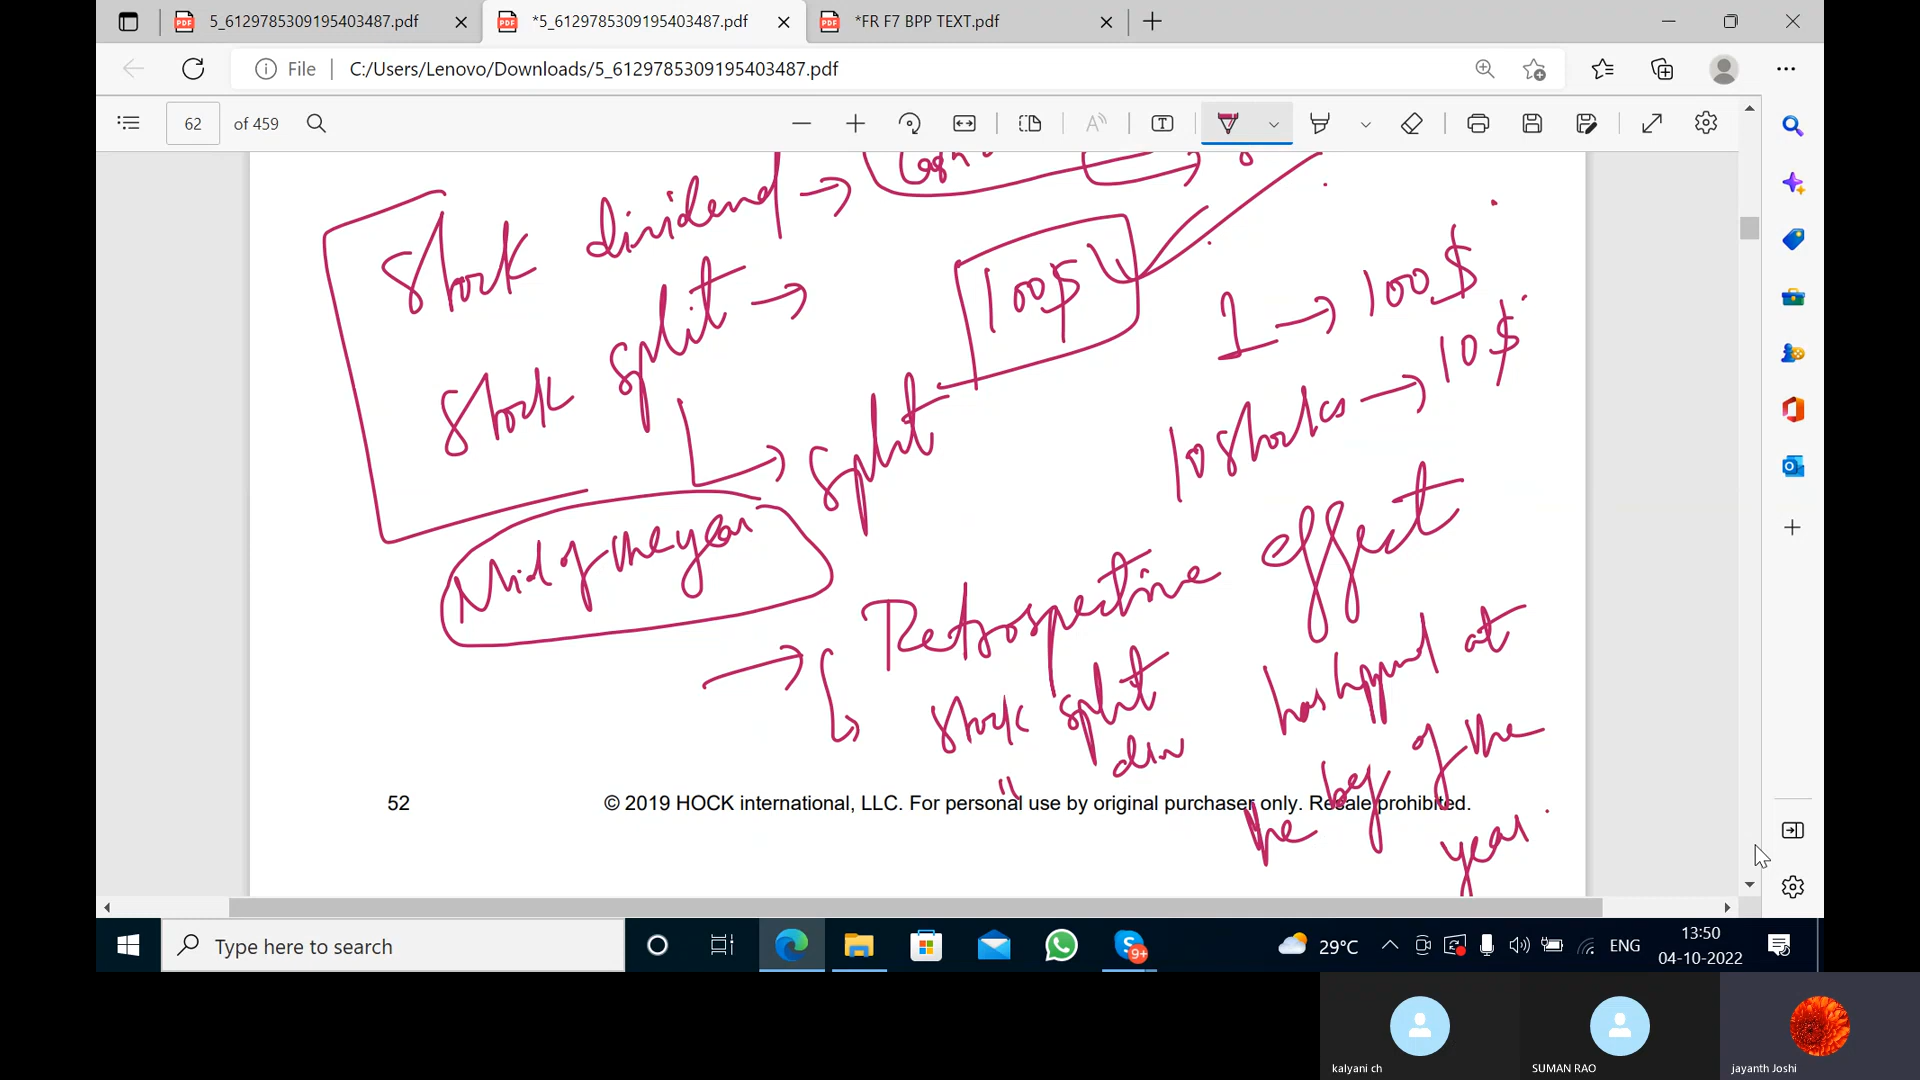 5_6129785309195403487.pdf
*5_6129785309195403487.pdf
*FR F7 BPP TEXT.pdf
File
C:/Users/Lenovo/Downloads/5_6129785309195403487.pdf
62 of 459
Stock dividend →
Stock split →
100$
1 → 100$
10 → 10$
split
Mid of the year
Retrospective effect
Stock split
" 
has happened at
the beg of the
year.
52
© 2019 HOCK international, LLC. For personal use by original purchaser only. Resale prohibited.
Type here to search
9+
29°C
ENG
13:50
04-10-2022
kalyani ch
SUMAN RAO
jayanth Joshi